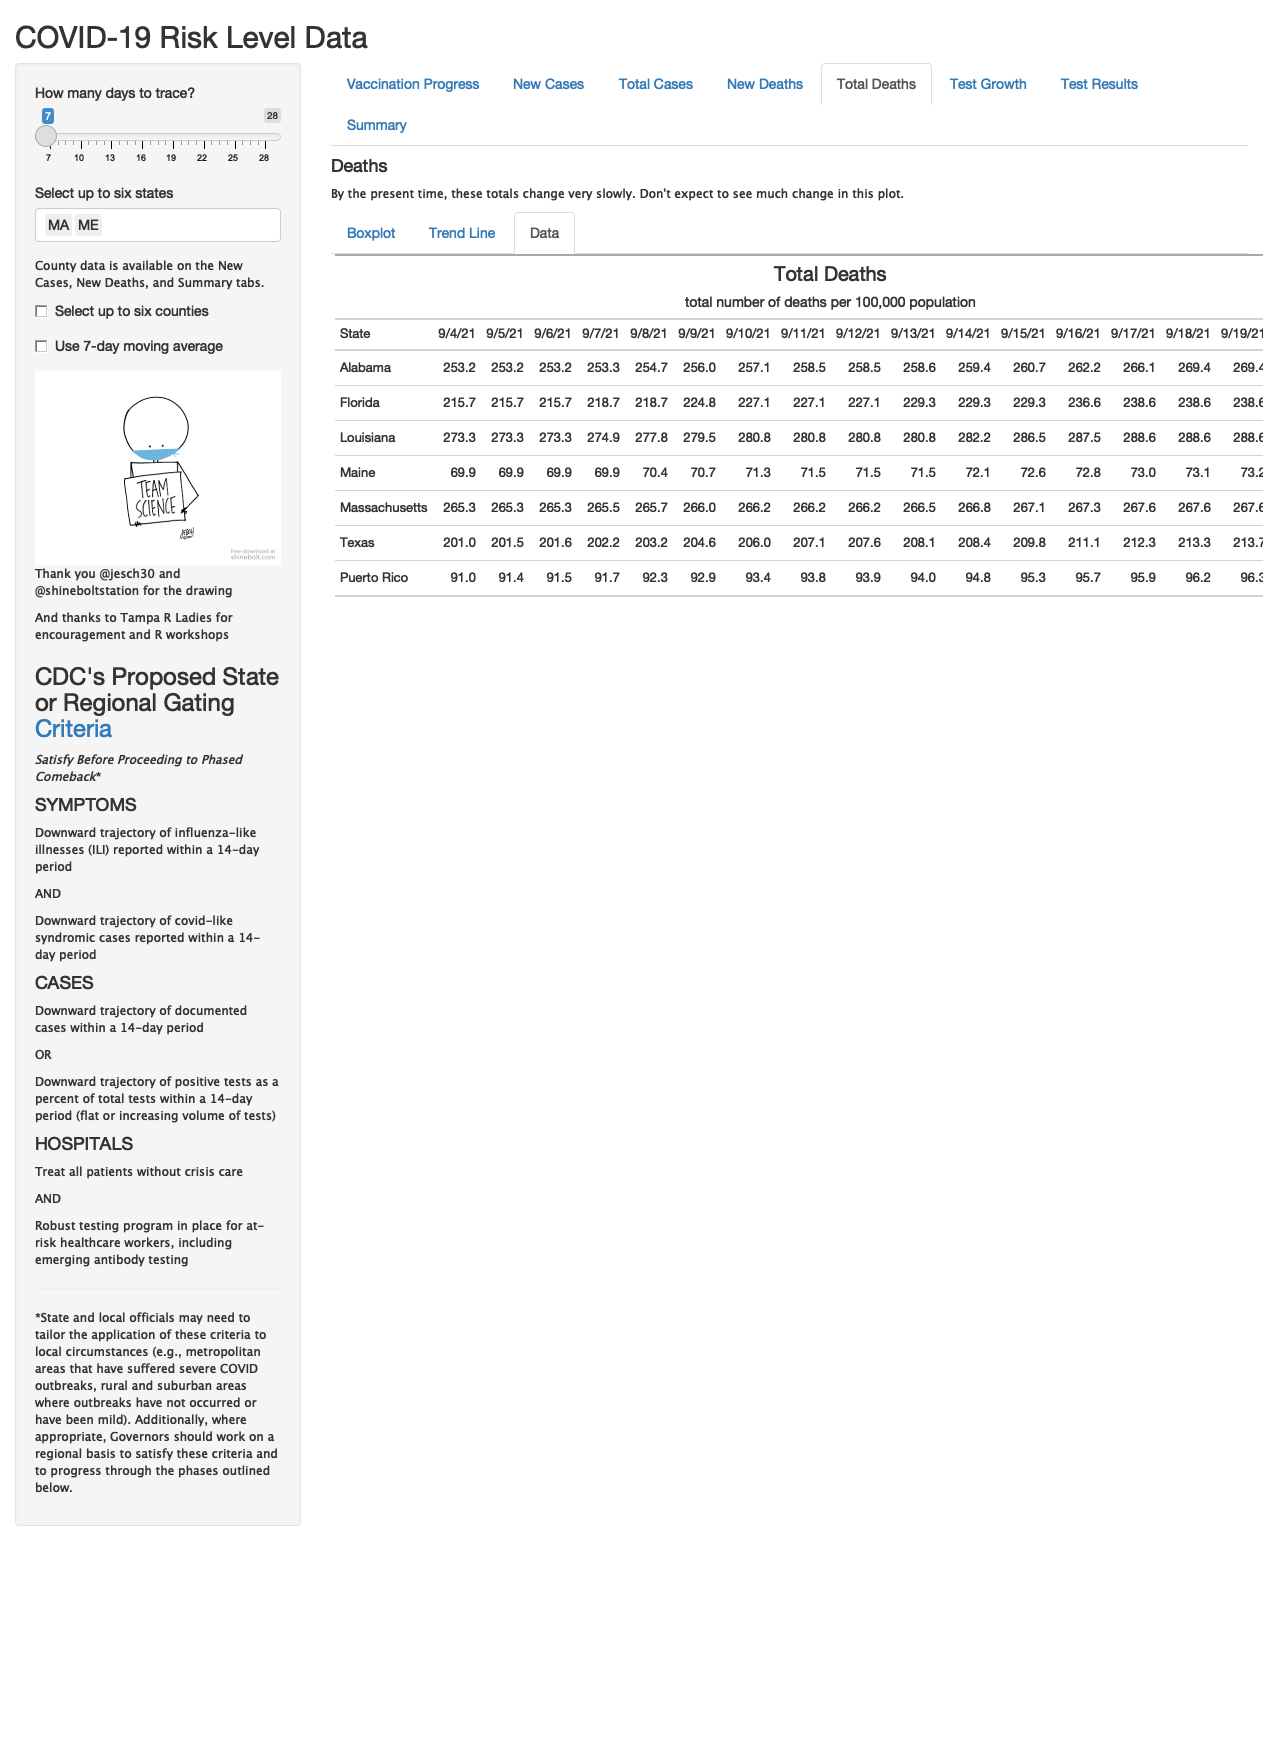 COVID-19 Risk Level Data
How many days to trace?
7 28
7 10 13 16 19 22 25 28
Select up to six states
MA ME
County data is available on the New
Cases, New Deaths, and Summary tabs.
Select up to six counties
Use 7-day moving average
TEAM
SCIENCE
free download at
shinebolt.com
Thank you @jesch30 and
@shineboltstation for the drawing
And thanks to Tampa R Ladies for
encouragement and R workshops
CDC's Proposed State
or Regional Gating
Criteria
Satisfy Before Proceeding to Phased
Comeback*
SYMPTOMS
Downward trajectory of influenza-like
illnesses (ILI) reported within a 14-day
period
AND
Downward trajectory of covid-like
syndromic cases reported within a 14-
day period
CASES
Downward trajectory of documented
cases within a 14-day period
OR
Downward trajectory of positive tests as a
percent of total tests within a 14-day
period (flat or increasing volume of tests)
HOSPITALS
Treat all patients without crisis care
AND
Robust testing program in place for at-
risk healthcare workers, including
emerging antibody testing
*State and local officials may need to
tailor the application of these criteria to
local circumstances (e.g., metropolitan
areas that have suffered severe COVID
outbreaks, rural and suburban areas
where outbreaks have not occurred or
have been mild). Additionally, where
appropriate, Governors should work on a
regional basis to satisfy these criteria and
to progress through the phases outlined
below.
Vaccination Progress New Cases Total Cases New Deaths Total Deaths Test Growth Test Results
Summary
Deaths
By the present time, these totals change very slowly. Don't expect to see much change in this plot.
Boxplot Trend Line Data
Total Deaths
total number of deaths per 100,000 population
State 9/4/21 9/5/21 9/6/21 9/7/21 9/8/21 9/9/21 9/10/21 9/11/21 9/12/21 9/13/21 9/14/21 9/15/21 9/16/21 9/17/21 9/18/21 9/19/21
Alabama 253.2 253.2 253.2 253.3 254.7 256.0 257.1 258.5 258.5 258.6 259.4 260.7 262.2 266.1 269.4 269.4
Florida 215.7 215.7 215.7 218.7 218.7 224.8 227.1 227.1 227.1 229.3 229.3 229.3 236.6 238.6 238.6 238.6
Louisiana 273.3 273.3 273.3 274.9 277.8 279.5 280.8 280.8 280.8 280.8 282.2 286.5 287.5 288.6 288.6 288.6
Maine 69.9 69.9 69.9 69.9 70.4 70.7 71.3 71.5 71.5 71.5 72.1 72.6 72.8 73.0 73.1 73.2
Massachusetts 265.3 265.3 265.3 265.5 265.7 266.0 266.2 266.2 266.2 266.5 266.8 267.1 267.3 267.6 267.6 267.6
Texas 201.0 201.5 201.6 202.2 203.2 204.6 206.0 207.1 207.6 208.1 208.4 209.8 211.1 212.3 213.3 213.7
Puerto Rico 91.0 91.4 91.5 91.7 92.3 92.9 93.4 93.8 93.9 94.0 94.8 95.3 95.7 95.9 96.2 96.3